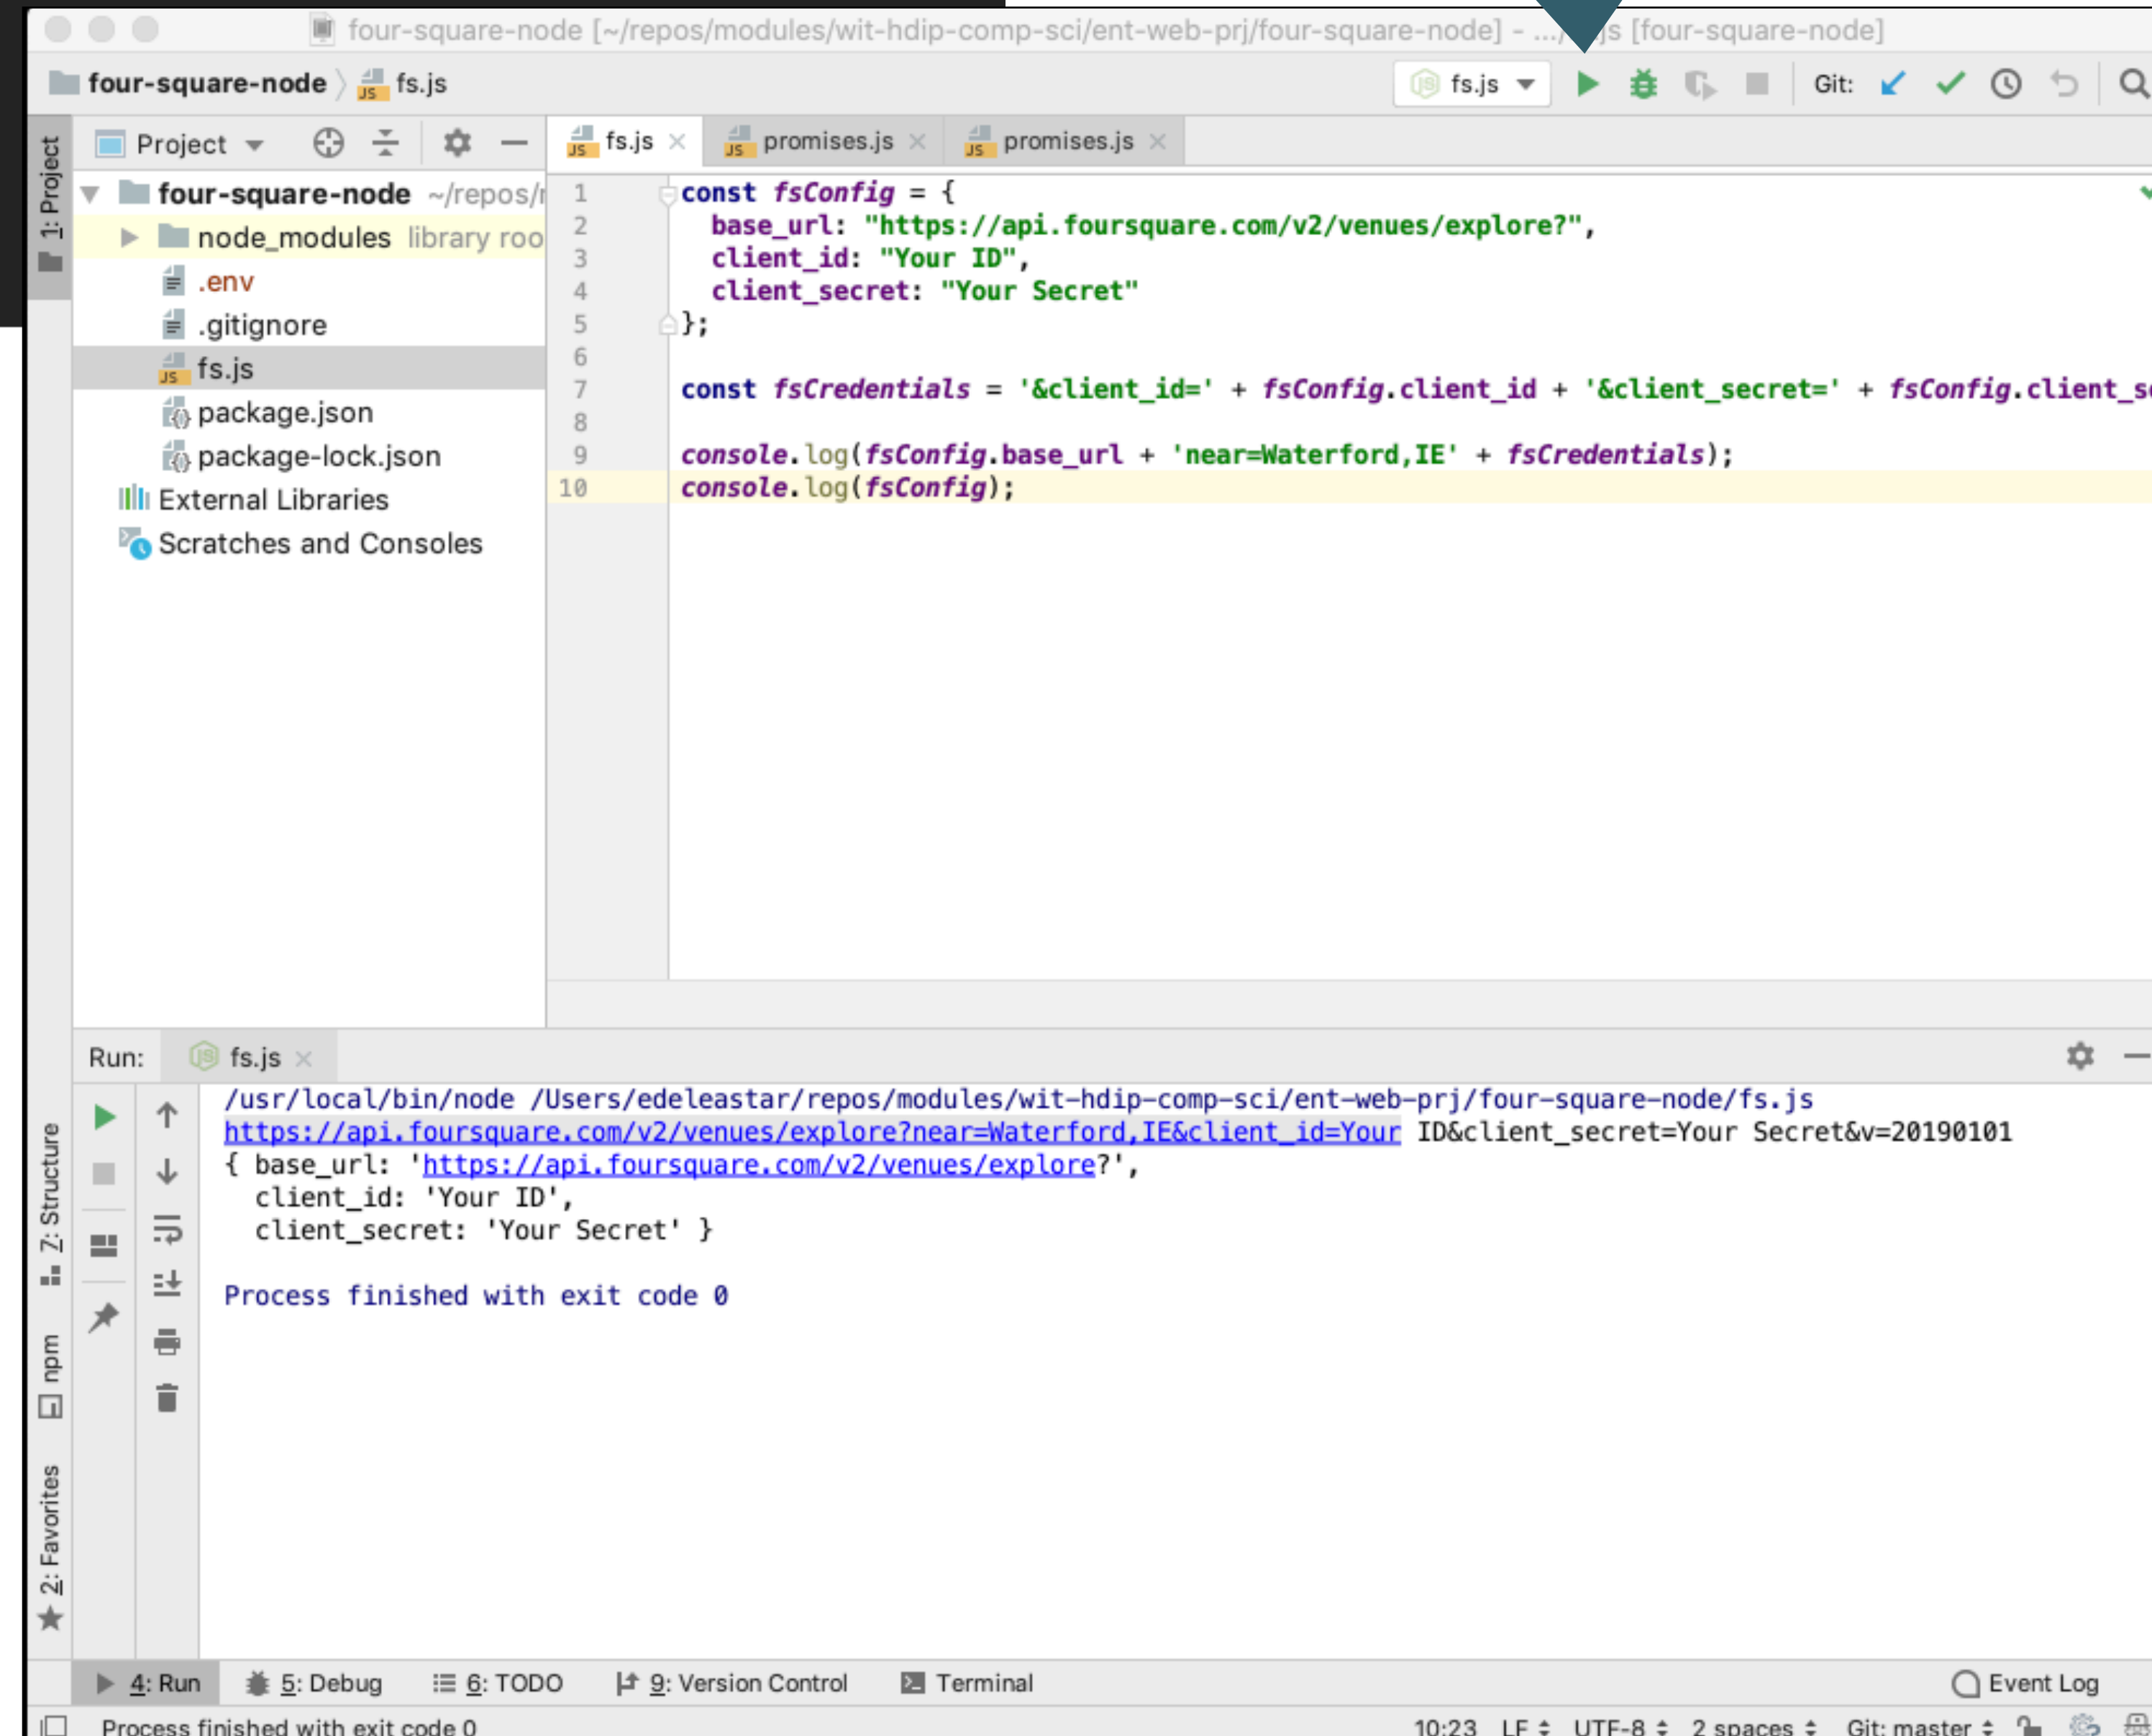 four-square-node [~/repos/modules/wit-hdip-comp-sci/ent-web-prj/four-square-node] - .../ js [four-square-node]
four-square-node fs.js
fs.js Git:
1: Project
Project
fs.js promises.js promises.js
four-square-node ~/repos/
node_modules library roo
.env
.gitignore
fs.js
package.json
package-lock.json
External Libraries
Scratches and Consoles
1 const fsConfig = {
2 base_url: "https://api.foursquare.com/v2/venues/explore?",
3 client_id: "Your ID",
4 client_secret: "Your Secret"
5 };
6
7 const fsCredentials = '&client_id=' + fsConfig.client_id + '&client_secret=' + fsConfig.client_s
8
9 console.log(fsConfig.base_url + 'near=Waterford,IE' + fsCredentials);
10 console.log(fsConfig);
Run: fs.js
/usr/local/bin/node /Users/edeleastar/repos/modules/wit-hdip-comp-sci/ent-web-prj/four-square-node/fs.js
https://api.foursquare.com/v2/venues/explore?near=Waterford,IE&client_id=Your ID&client_secret=Your Secret&v=20190101
{ base_url: 'https://api.foursquare.com/v2/venues/explore?',
client_id: 'Your ID',
client_secret: 'Your Secret' }
Process finished with exit code 0
Z: Structure
npm
2: Favorites
4: Run 5: Debug 6: TODO 9: Version Control Terminal Event Log
Process finished with exit code 0 10:23 LF UTF-8 2 spaces Git: master